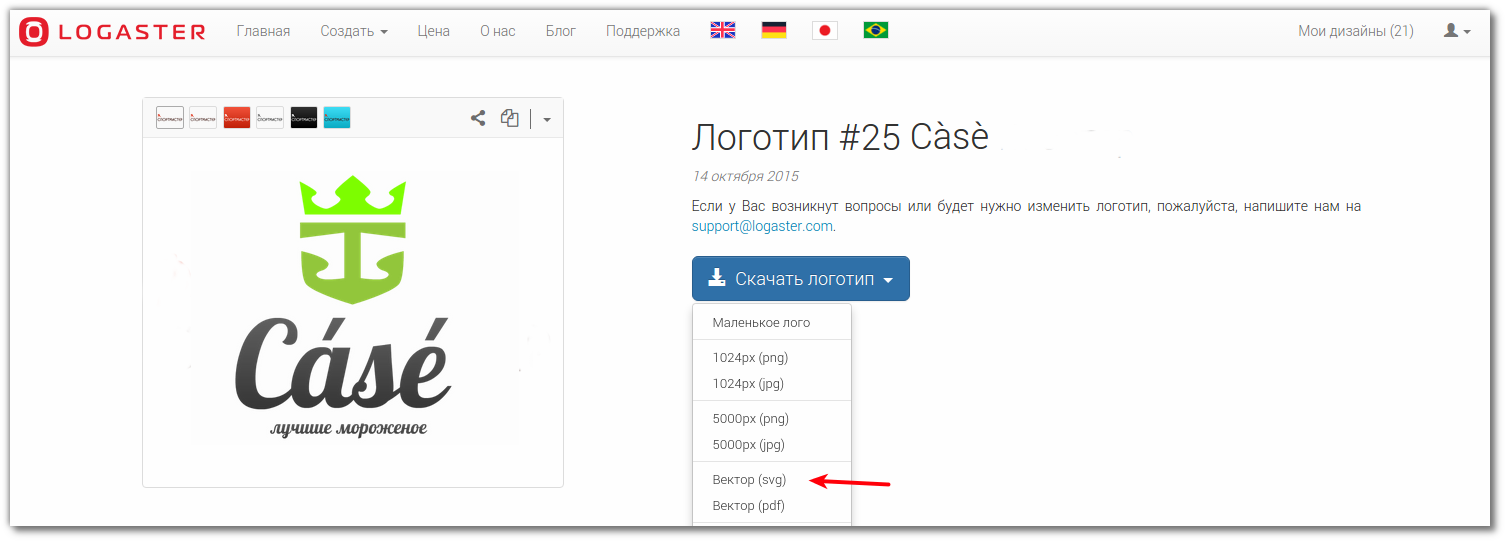 LOGASTER Главная Создать Цена О нас Блог Поддержка Мои дизайны (21)
Cásé
лучшие мороженое
Логотип #25 Càsè
14 октября 2015
Если у Вас возникнут вопросы или будет нужно изменить логотип, пожалуйста, напишите нам на
support@logaster.com.
Скачать логотип
Маленькое лого
1024px (png)
1024px (jpg)
5000px (png)
5000px (jpg)
Вектор (svg)
Вектор (pdf)